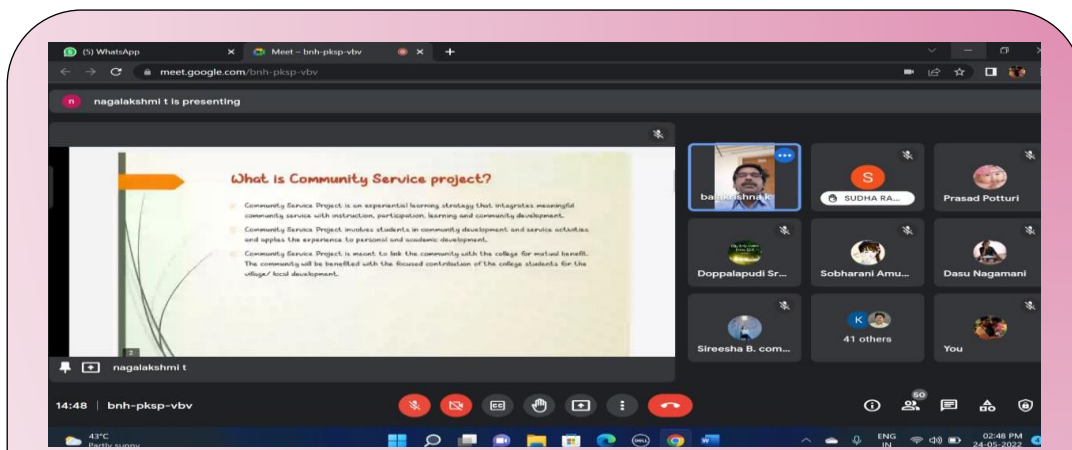 (5) WhatsApp
Meet – bnh-pksp-vbv
meet.google.com/bnh-pksp-vbv
n nagalakshmi t is presenting
What is Community Service project?
Community Service Project is an experiential learning strategy that integrates meaningful
community service with instruction, participation, learning and community development.
Community Service Project involves students in community development and service activities
and applies the experience to personal and academic development.
Community Service Project is meant to link the community with the college for mutual benefit.
The community will be benefited with the focused contribution of the college students for the
village/ local development.
2
nagalakshmi t
balakrishna k
S
SUDHA RA...
Prasad Potturi
Doppalapudi Sr...
Sobharani Amu...
Dasu Nagamani
Sireesha B. com...
K
41 others
You
14:48 | bnh-pksp-vbv
CC
50
43°C
Partly sunny
DELL
ENG
IN
02:48 PM
24-05-2022
4